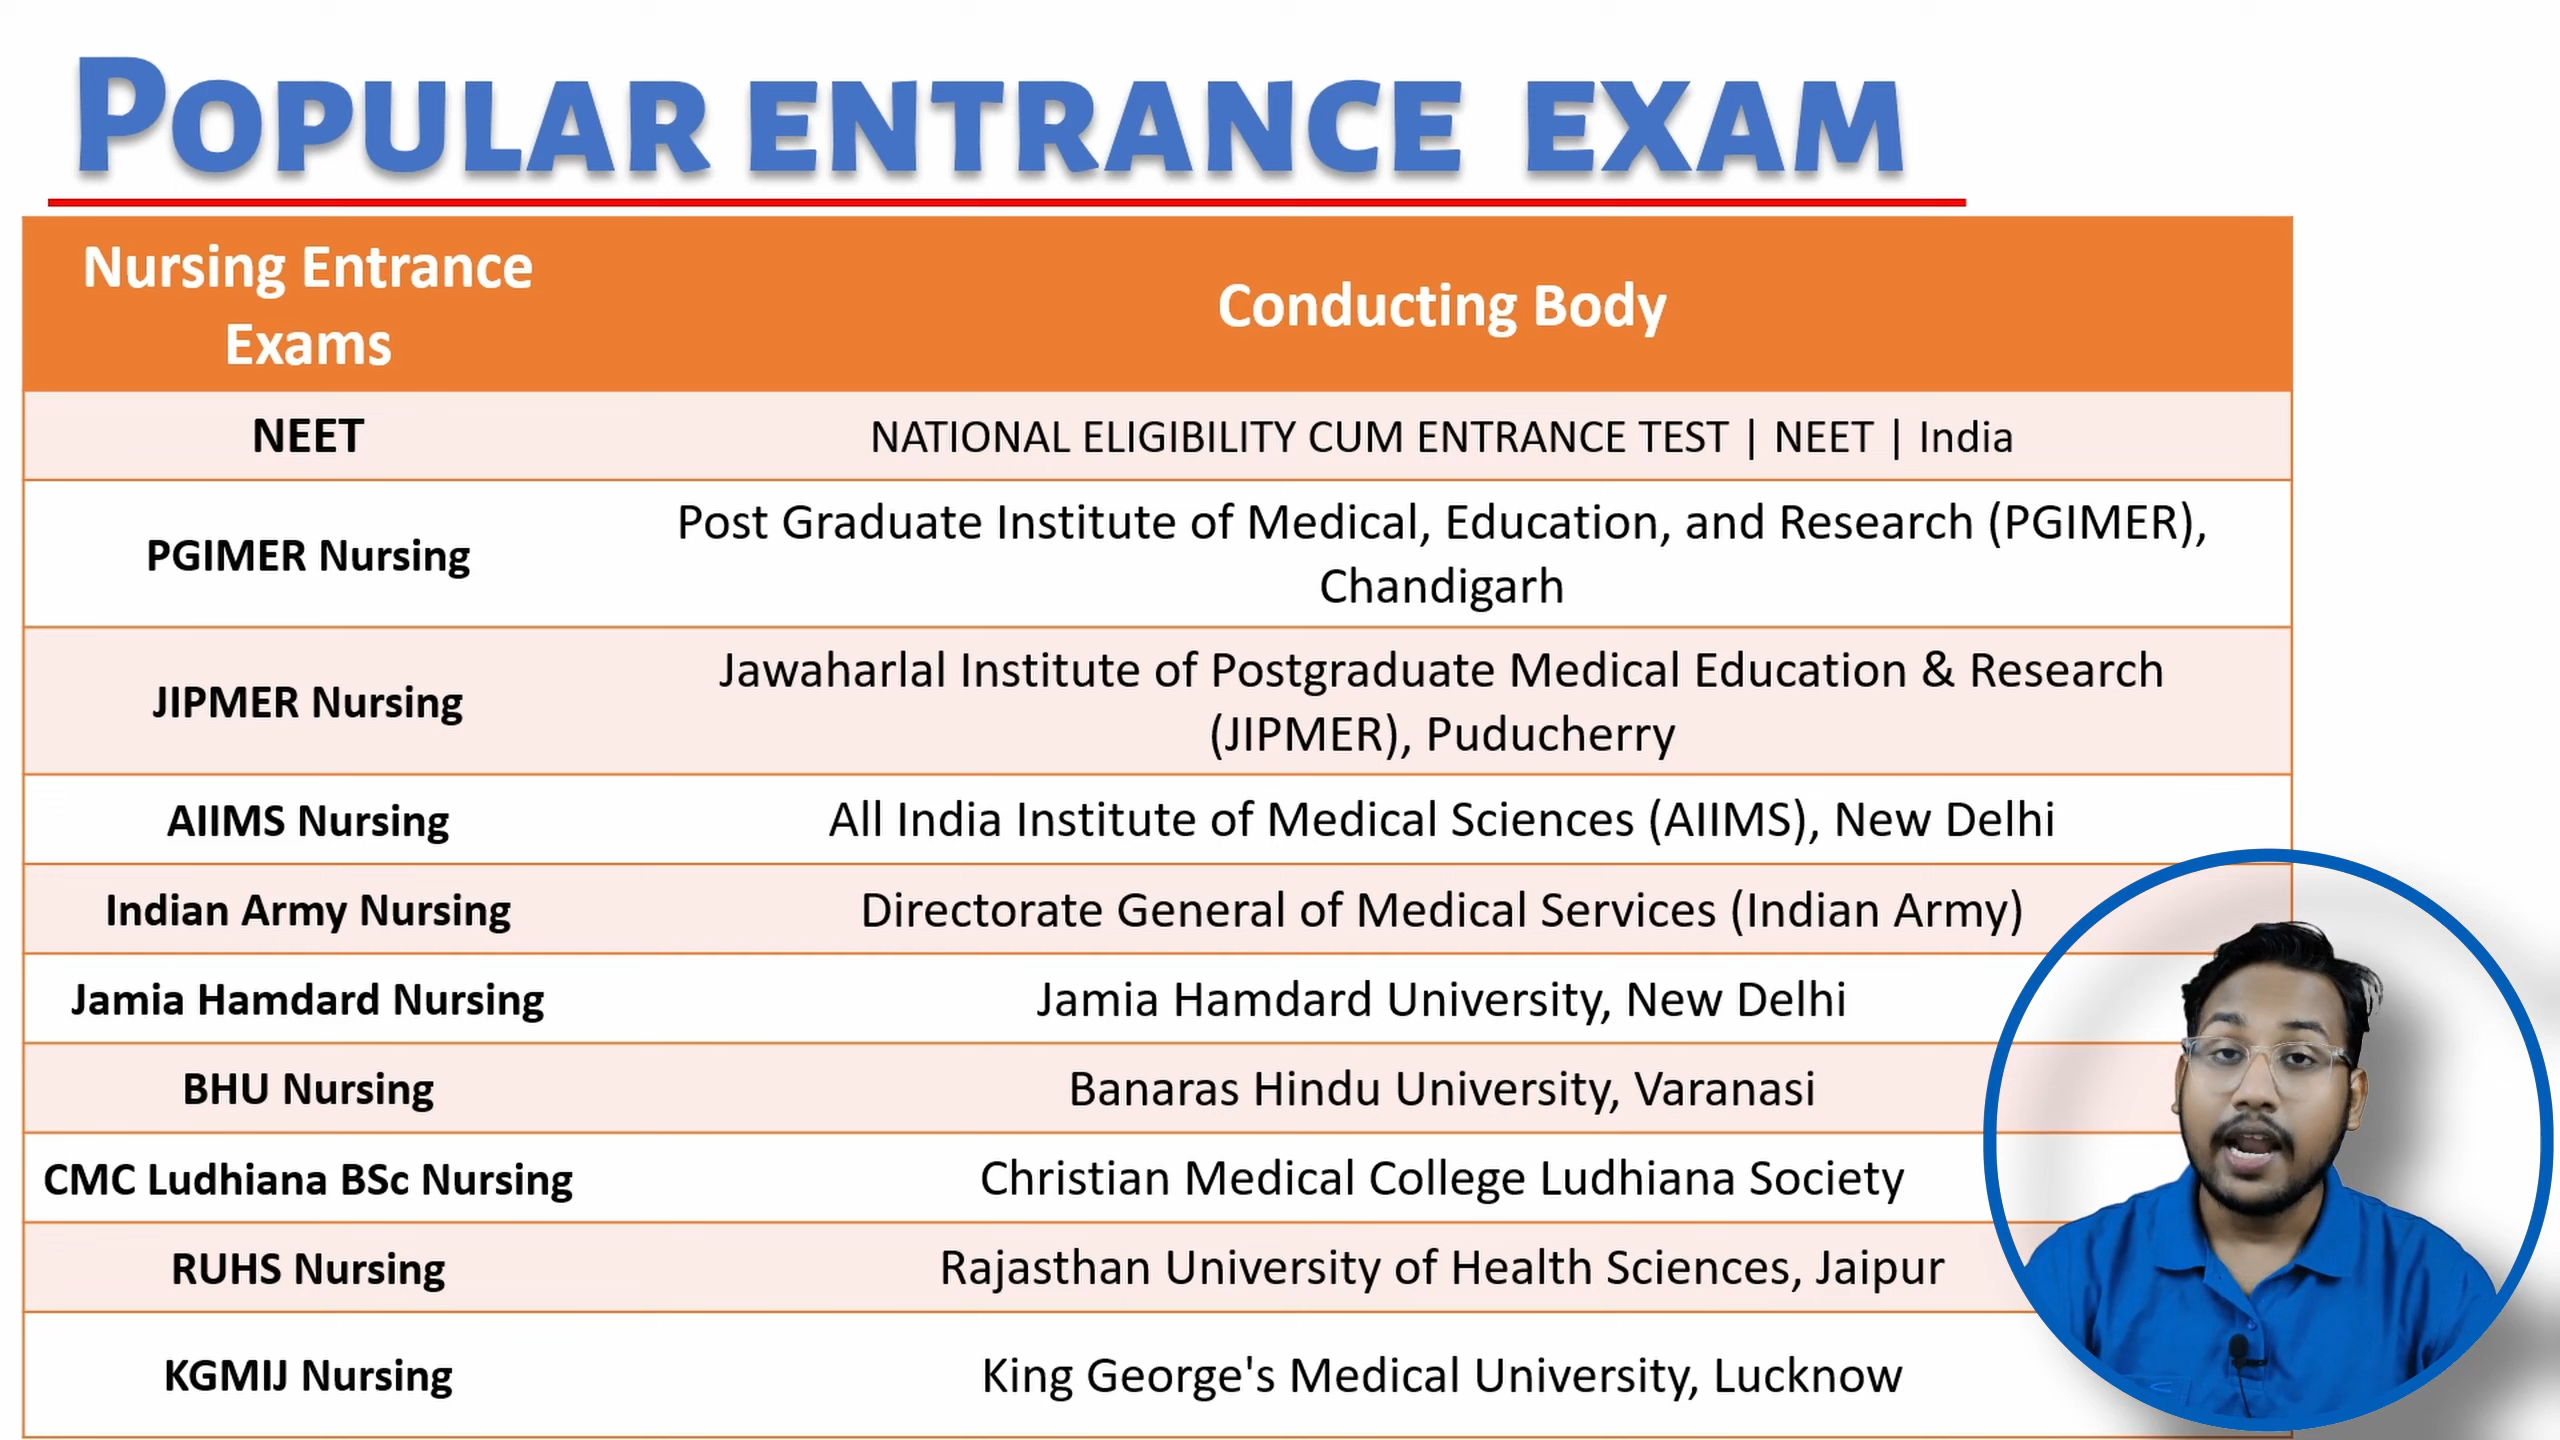 POPULAR ENTRANCE EXAM
Nursing Entrance
Exams
Conducting Body
NEET
NATIONAL ELIGIBILITY CUM ENTRANCE TEST | NEET | India
PGIMER Nursing
Post Graduate Institute of Medical, Education, and Research (PGIMER),
Chandigarh
JIPMER Nursing
Jawaharlal Institute of Postgraduate Medical Education & Research
(JIPMER), Puducherry
AIIMS Nursing
All India Institute of Medical Sciences (AIIMS), New Delhi
Indian Army Nursing
Directorate General of Medical Services (Indian Army)
Jamia Hamdard Nursing
Jamia Hamdard University, New Delhi
BHU Nursing
Banaras Hindu University, Varanasi
CMC Ludhiana BSc Nursing
Christian Medical College Ludhiana Society
RUHS Nursing
Rajasthan University of Health Sciences, Jaipur
KGMIJ Nursing
King George's Medical University, Lucknow